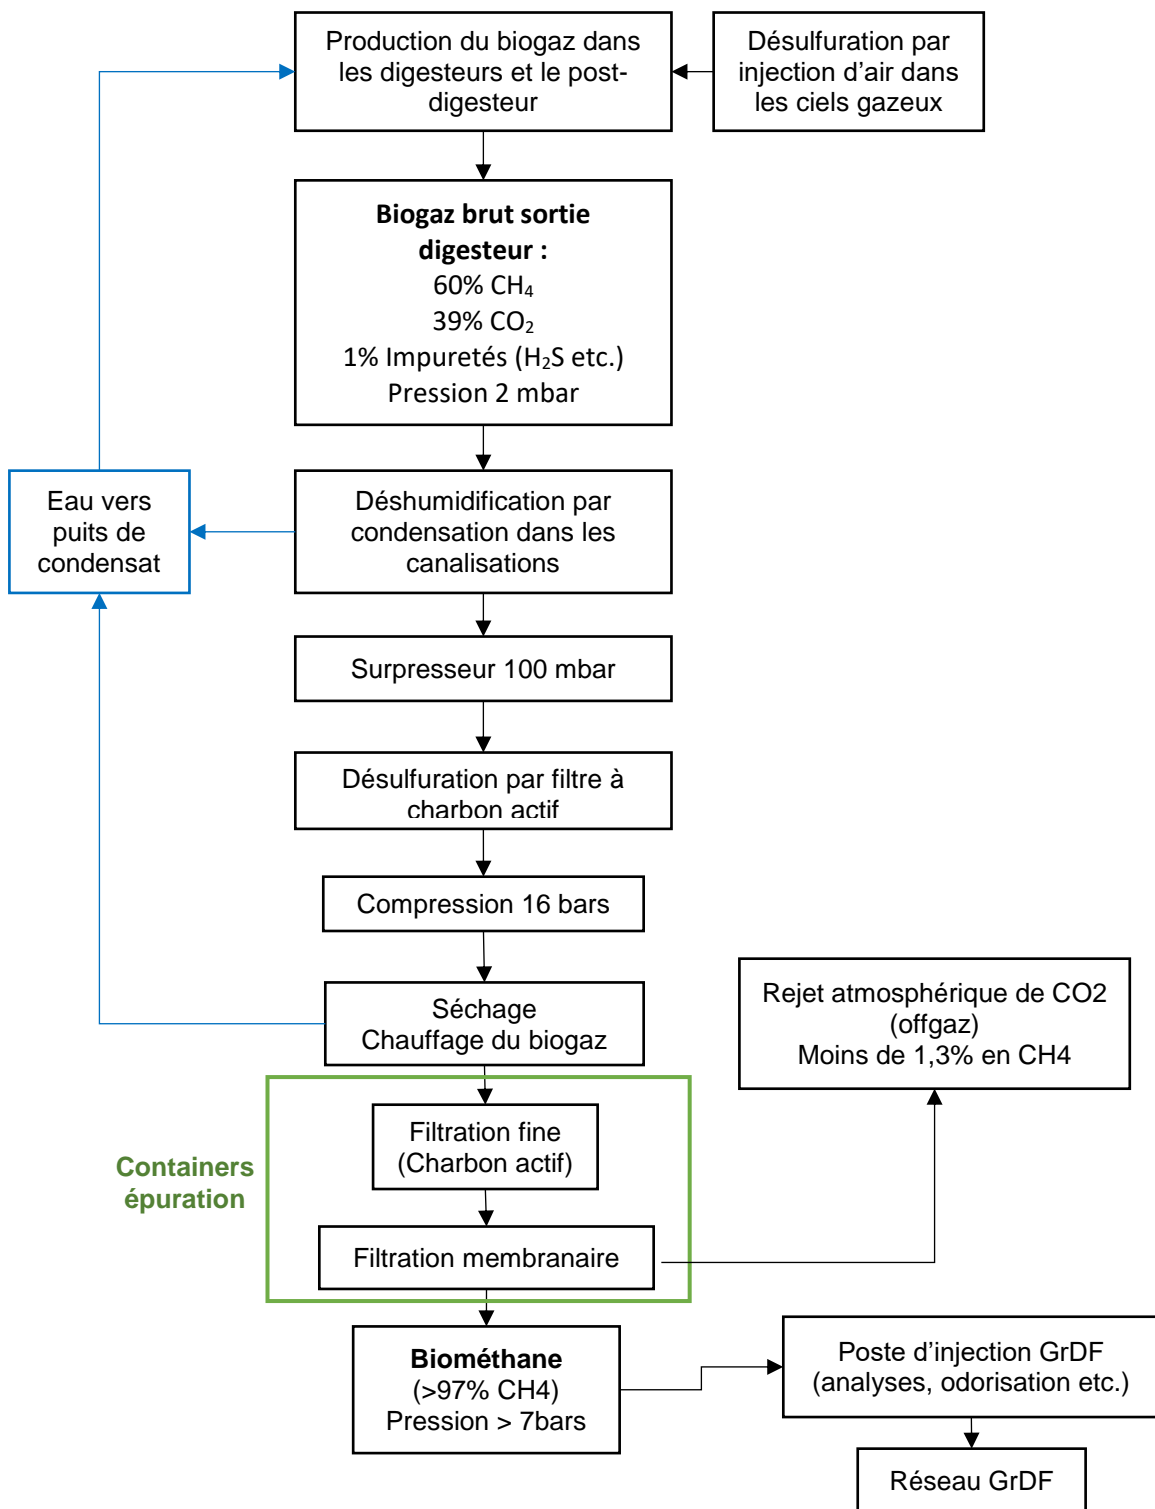 Production du biogaz dans
les digesteurs et le post-
digesteur
Désulfuration par
injection d’air dans
les ciels gazeux
Biogaz brut sortie
digesteur :
60% CH₄
39% CO₂
1% Impuretés (H₂S etc.)
Pression 2 mbar
Eau vers
puits de
condensat
Déshumidification par
condensation dans les
canalisations
Surpresseur 100 mbar
Désulfuration par filtre à
charbon actif
Compression 16 bars
Séchage
Chauffage du biogaz
Rejet atmosphérique de CO2
(offgaz)
Moins de 1,3% en CH4
Containers
épuration
Filtration fine
(Charbon actif)
Filtration membranaire
Biométhane
(>97% CH4)
Pression > 7bars
Poste d’injection GrDF
(analyses, odorisation etc.)
Réseau GrDF